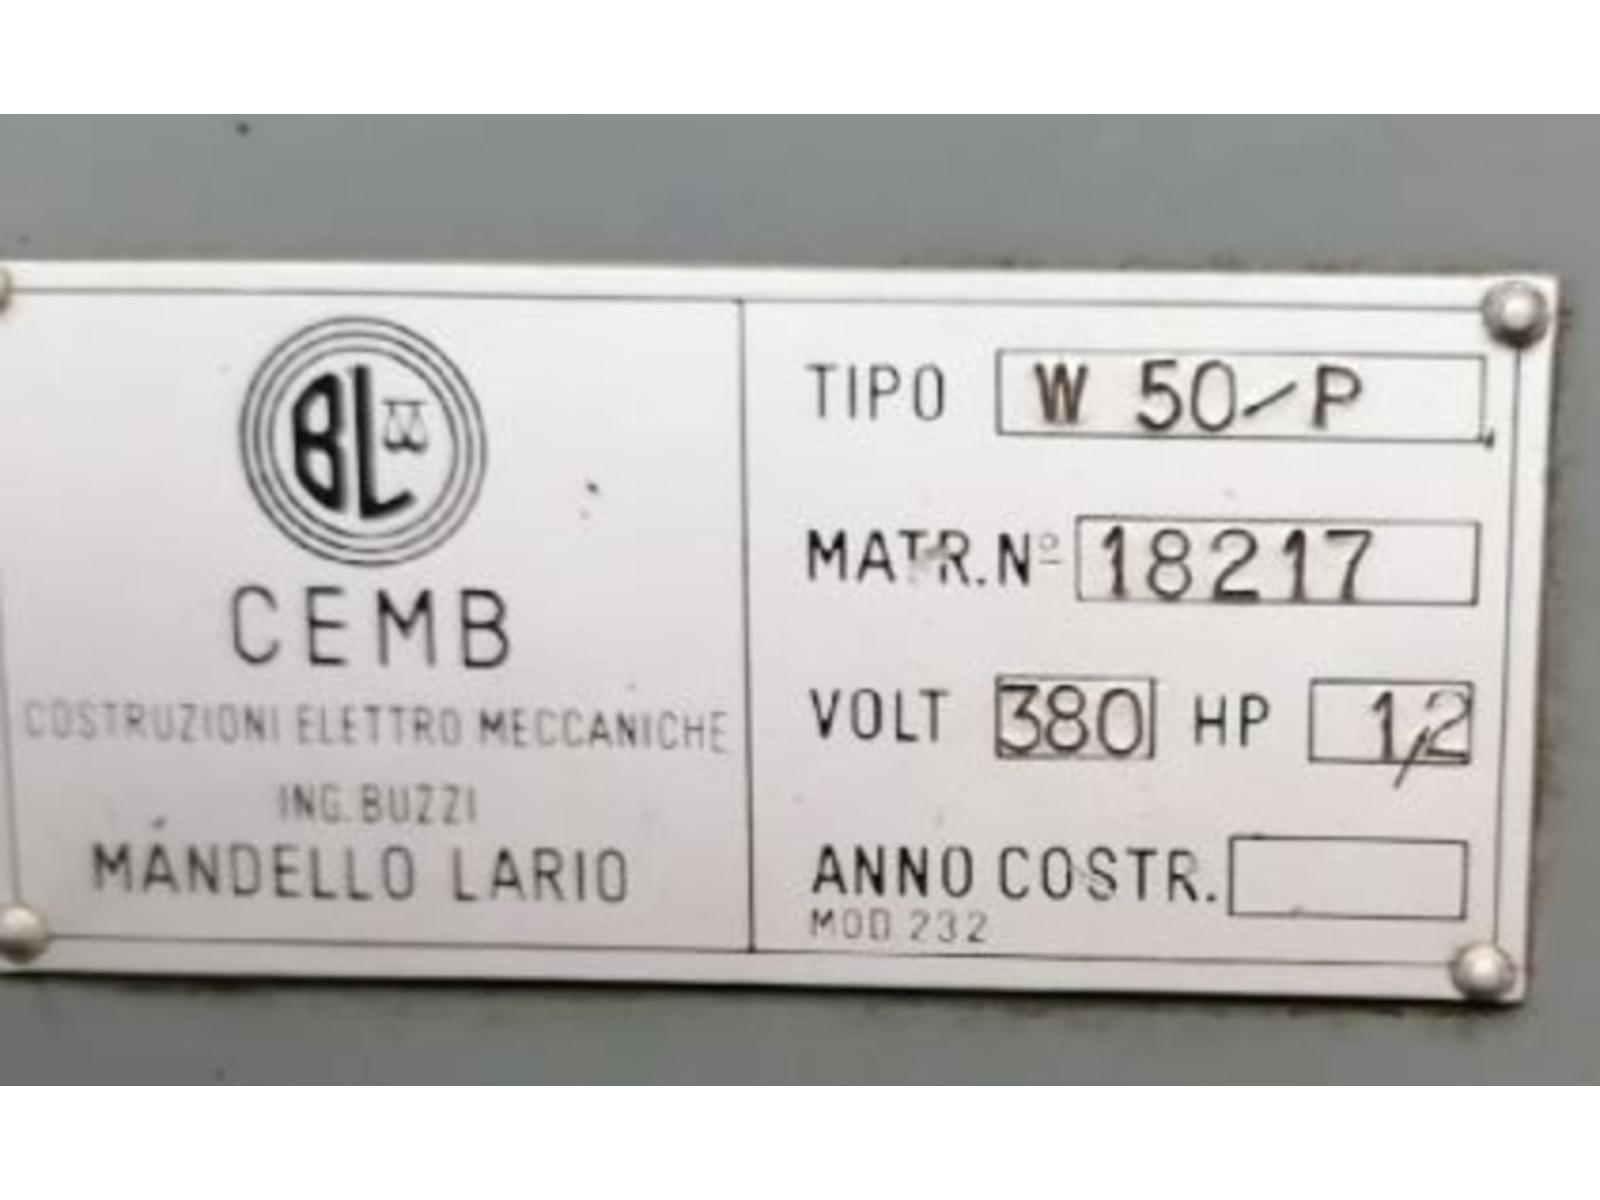 BL
CEMB
COSTRUZIONI ELETTRO MECCANICHE
ING. BUZZI
MANDELLO LARIO
TIPO W 50/P
MATR. Nº 18217
VOLT 380 HP 1,2
ANNO COSTR.
MOD 232